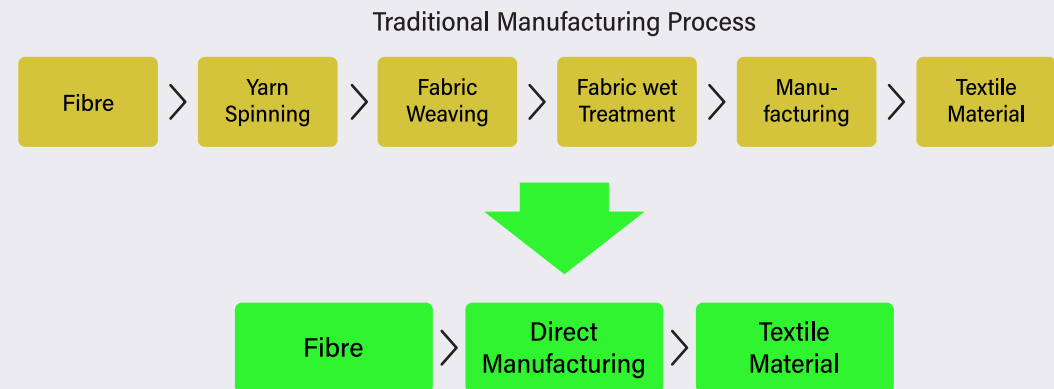 Traditional Manufacturing Process
Fibre
Yarn
Spinning
Fabric
Weaving
Fabric wet
Treatment
Manu-
facturing
Textile
Material
Fibre
Direct
Manufacturing
Textile
Material